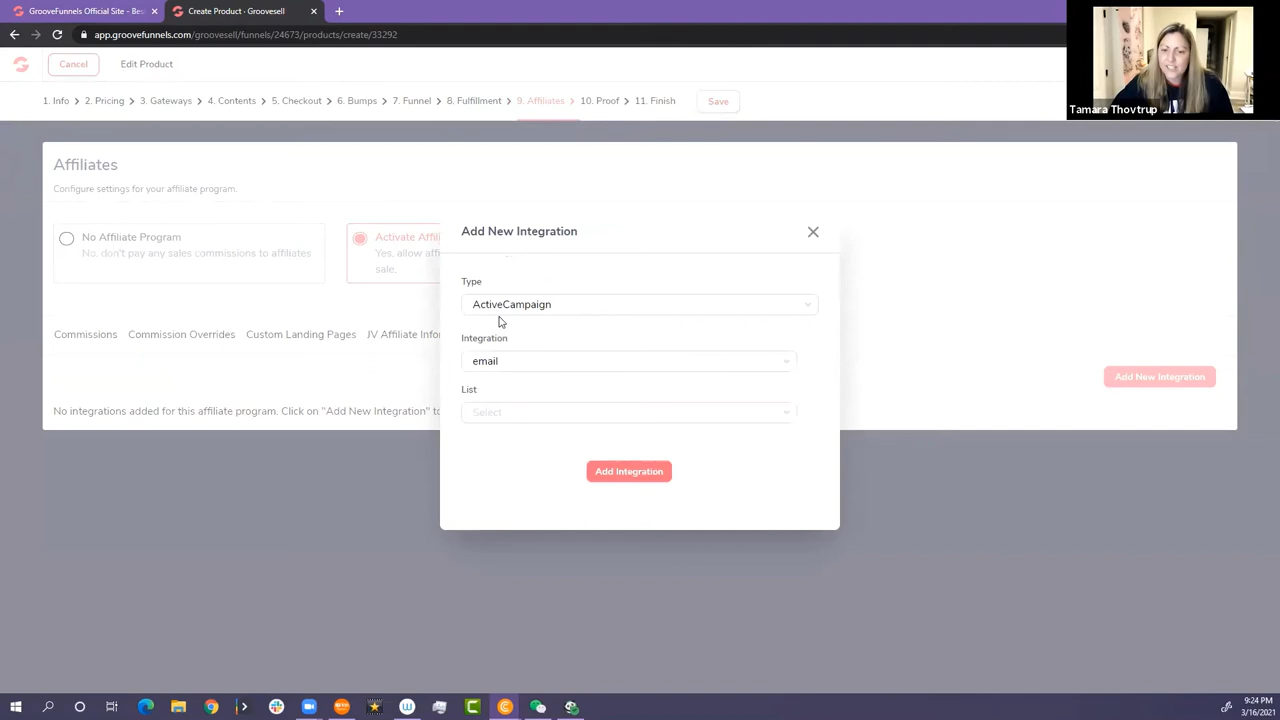 GrooveFunnels Official Site - Bes
Create Product · Groovesell
app.groovefunnels.com/groovesell/funnels/24673/products/create/33292
Cancel
Edit Product
1. Info > 2. Pricing > 3. Gateways > 4. Contents > 5. Checkout > 6. Bumps > 7. Funnel > 8. Fulfillment > 9. Affiliates > 10. Proof > 11. Finish
Save
Tamara Thovtrup
Affiliates
Configure settings for your affiliate program.
No Affiliate Program
No, don't pay any sales commissions to affiliates
Activate Affil
Yes, allow affi
sale.
Commissions
Commission Overrides
Custom Landing Pages
JV Affiliate Infor
Add New Integration
No integrations added for this affiliate program. Click on "Add New Integration" to
Add New Integration
Type
ActiveCampaign
Integration
email
List
Select
Add Integration
9:24 PM
3/16/2021